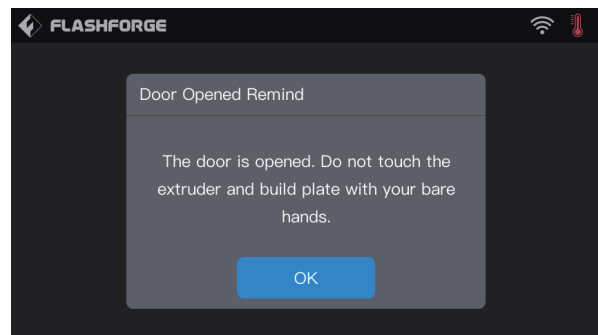 FLASHFORGE
Door Opened Remind
The door is opened. Do not touch the
extruder and build plate with your bare
hands.
OK